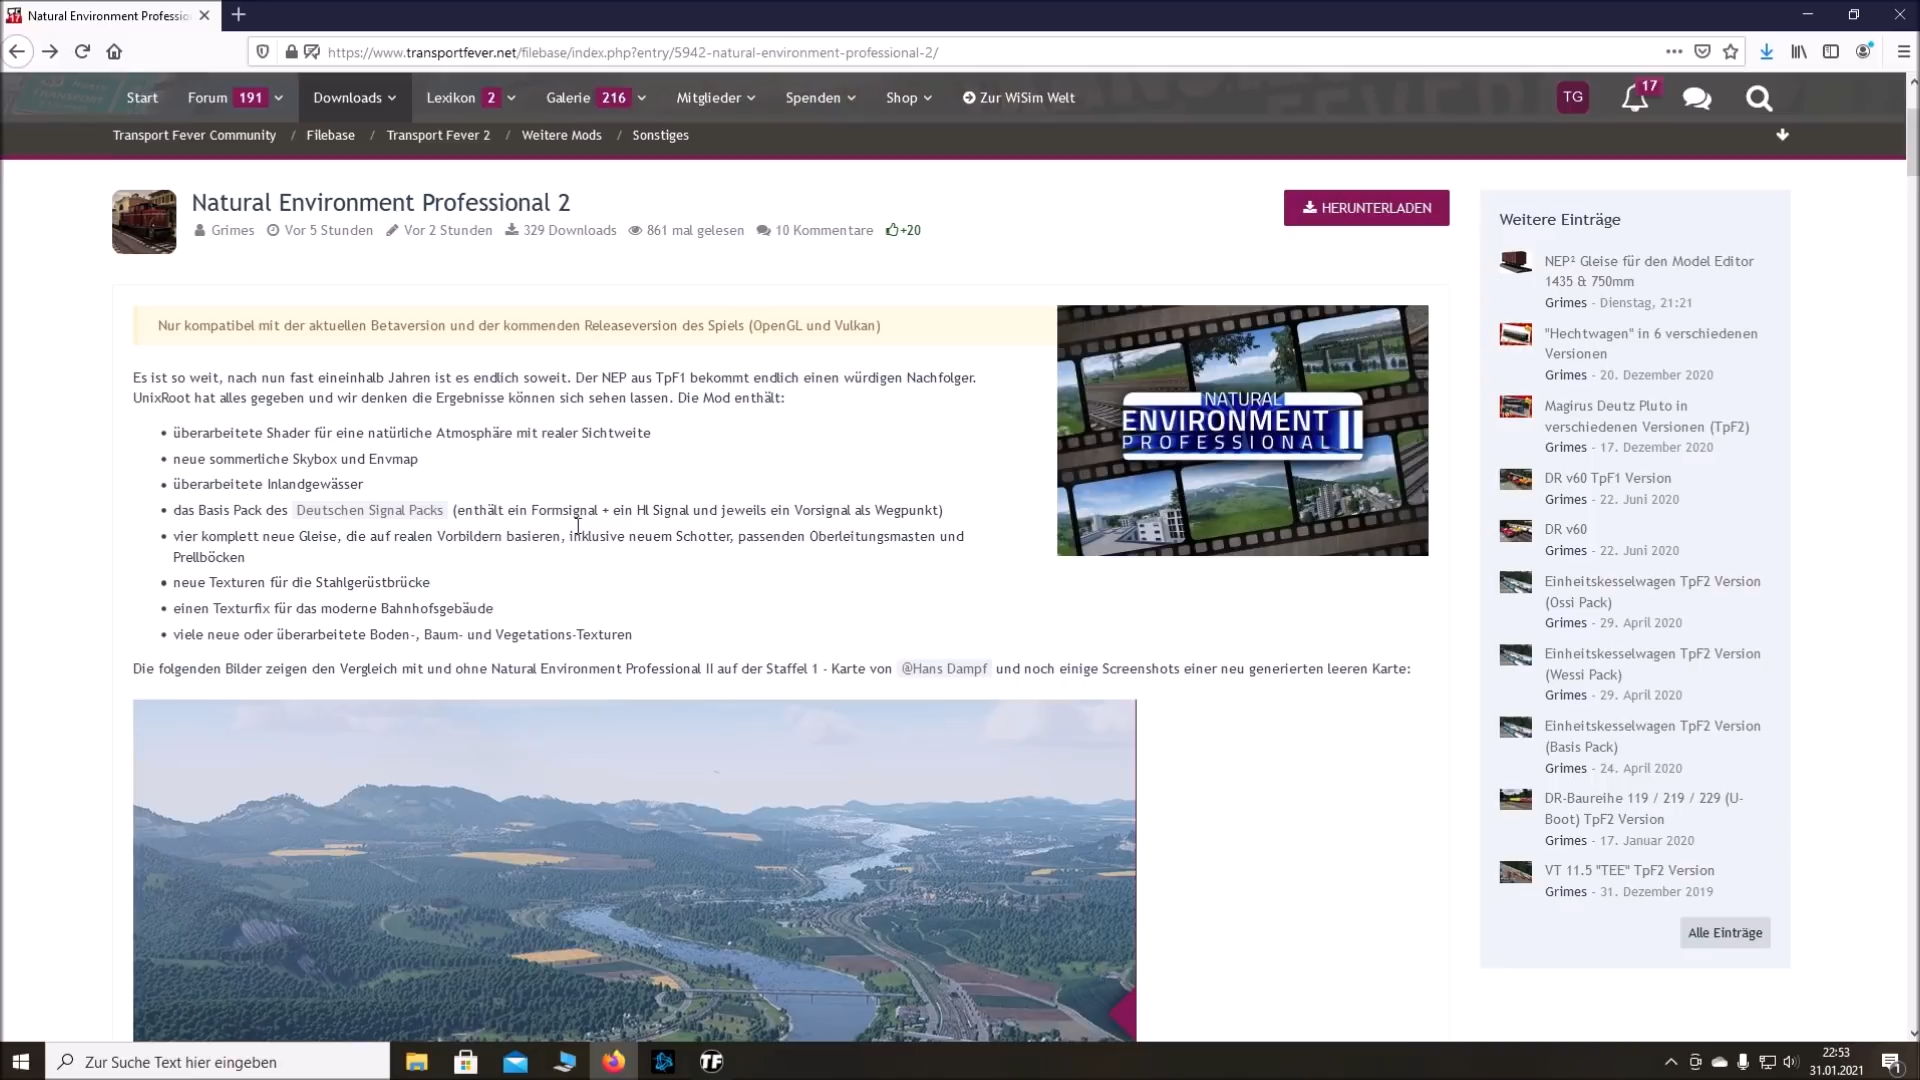 Natural Environment Professio
https://www.transportfever.net/filebase/index.php?entry/5942-natural-environment-professional-2/
Start
Forum 191
Downloads
Lexikon 2
Galerie 216
Mitglieder
Spenden
Shop
Zur WiSim Welt
TG
17
Transport Fever Community / Filebase / Transport Fever 2 / Weitere Mods / Sonstiges
Natural Environment Professional 2
Grimes Vor 5 Stunden Vor 2 Stunden 329 Downloads 861 mal gelesen 10 Kommentare +20
HERUNTERLADEN
Nur kompatibel mit der aktuellen Betaversion und der kommenden Releaseversion des Spiels (OpenGL und Vulkan)
Es ist so weit, nach nun fast eineinhalb Jahren ist es endlich soweit. Der NEP aus TpF1 bekommt endlich einen würdigen Nachfolger.
UnixRoot hat alles gegeben und wir denken die Ergebnisse können sich sehen lassen. Die Mod enthält:
• überarbeitete Shader für eine natürliche Atmosphäre mit realer Sichtweite
• neue sommerliche Skybox und Envmap
• überarbeitete Inlandgewässer
• das Basis Pack des Deutschen Signal Packs (enthält ein Formsignal + ein Hl Signal und jeweils ein Vorsignal als Wegpunkt)
• vier komplett neue Gleise, die auf realen Vorbildern basieren, inklusive neuem Schotter, passenden Oberleitungsmasten und
Prellböcken
• neue Texturen für die Stahlgerüstbrücke
• einen Texturfix für das moderne Bahnhofsgebäude
• viele neue oder überarbeitete Boden-, Baum- und Vegetations-Texturen
NATURAL
ENVIRONMENT II
PROFESSIONAL
Die folgenden Bilder zeigen den Vergleich mit und ohne Natural Environment Professional II auf der Staffel 1 - Karte von @Hans Dampf und noch einige Screenshots einer neu generierten leeren Karte:
Weitere Einträge
NEP² Gleise für den Model Editor
1435 & 750mm
Grimes - Dienstag, 21:21
"Hechtwagen" in 6 verschiedenen
Versionen
Grimes - 20. Dezember 2020
Magirus Deutz Pluto in
verschiedenen Versionen (TpF2)
Grimes - 17. Dezember 2020
DR v60 TpF1 Version
Grimes - 22. Juni 2020
DR v60
Grimes - 22. Juni 2020
Einheitskesselwagen TpF2 Version
(Ossi Pack)
Grimes - 29. April 2020
Einheitskesselwagen TpF2 Version
(Wessi Pack)
Grimes - 29. April 2020
Einheitskesselwagen TpF2 Version
(Basis Pack)
Grimes - 24. April 2020
DR-Baureihe 119 / 219 / 229 (U-
Boot) TpF2 Version
Grimes - 17. Januar 2020
VT 11.5 "TEE" TpF2 Version
Grimes - 31. Dezember 2019
Alle Einträge
Zur Suche Text hier eingeben
TF
22:53
31.01.2021
1